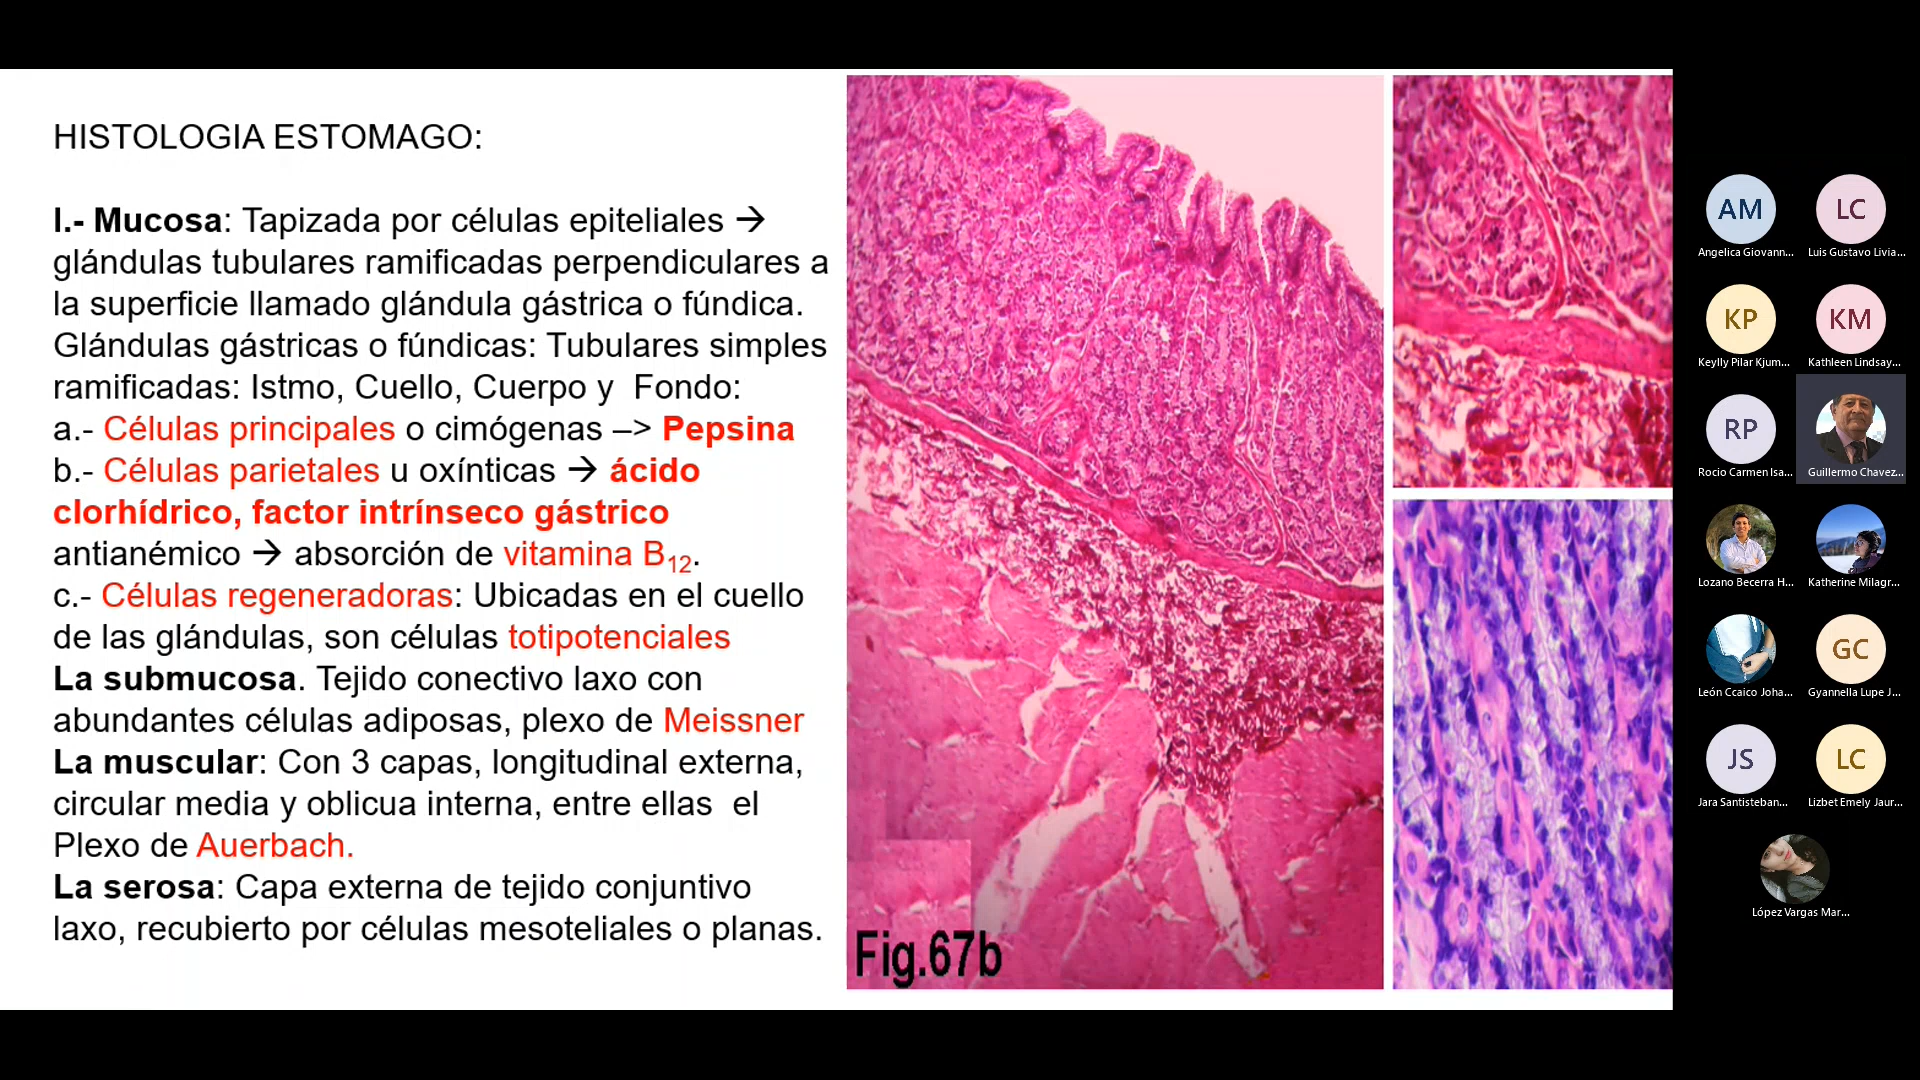 HISTOLOGIA ESTOMAGO:
I.- Mucosa: Tapizada por células epiteliales →
glándulas tubulares ramificadas perpendiculares a
la superficie llamado glándula gástrica o fúndica.
Glándulas gástricas o fúndicas: Tubulares simples
ramificadas: Istmo, Cuello, Cuerpo y Fondo:
a.- Células principales o cimógenas –> Pepsina
b.- Células parietales u oxínticas → ácido
clorhídrico, factor intrínseco gástrico
antianémico → absorción de vitamina B12.
c.- Células regeneradoras: Ubicadas en el cuello
de las glándulas, son células totipotenciales
La submucosa. Tejido conectivo laxo con
abundantes células adiposas, plexo de Meissner
La muscular: Con 3 capas, longitudinal externa,
circular media y oblicua interna, entre ellas el
Plexo de Auerbach.
La serosa: Capa externa de tejido conjuntivo
laxo, recubierto por células mesoteliales o planas.
Fig.67b
AM
LC
Angelica Giovann...
Luis Gustavo Livia...
KP
KM
Keylly Pilar Kjum...
Kathleen Lindsay...
RP
Rocio Carmen Isa...
Guillermo Chavez...
Lozano Becerra H...
Katherine Milagr...
GC
León Ccaico Joha...
Gyannella Lupe J...
JS
LC
Jara Santisteban...
Lizbet Emely Jaur...
López Vargas Mar...